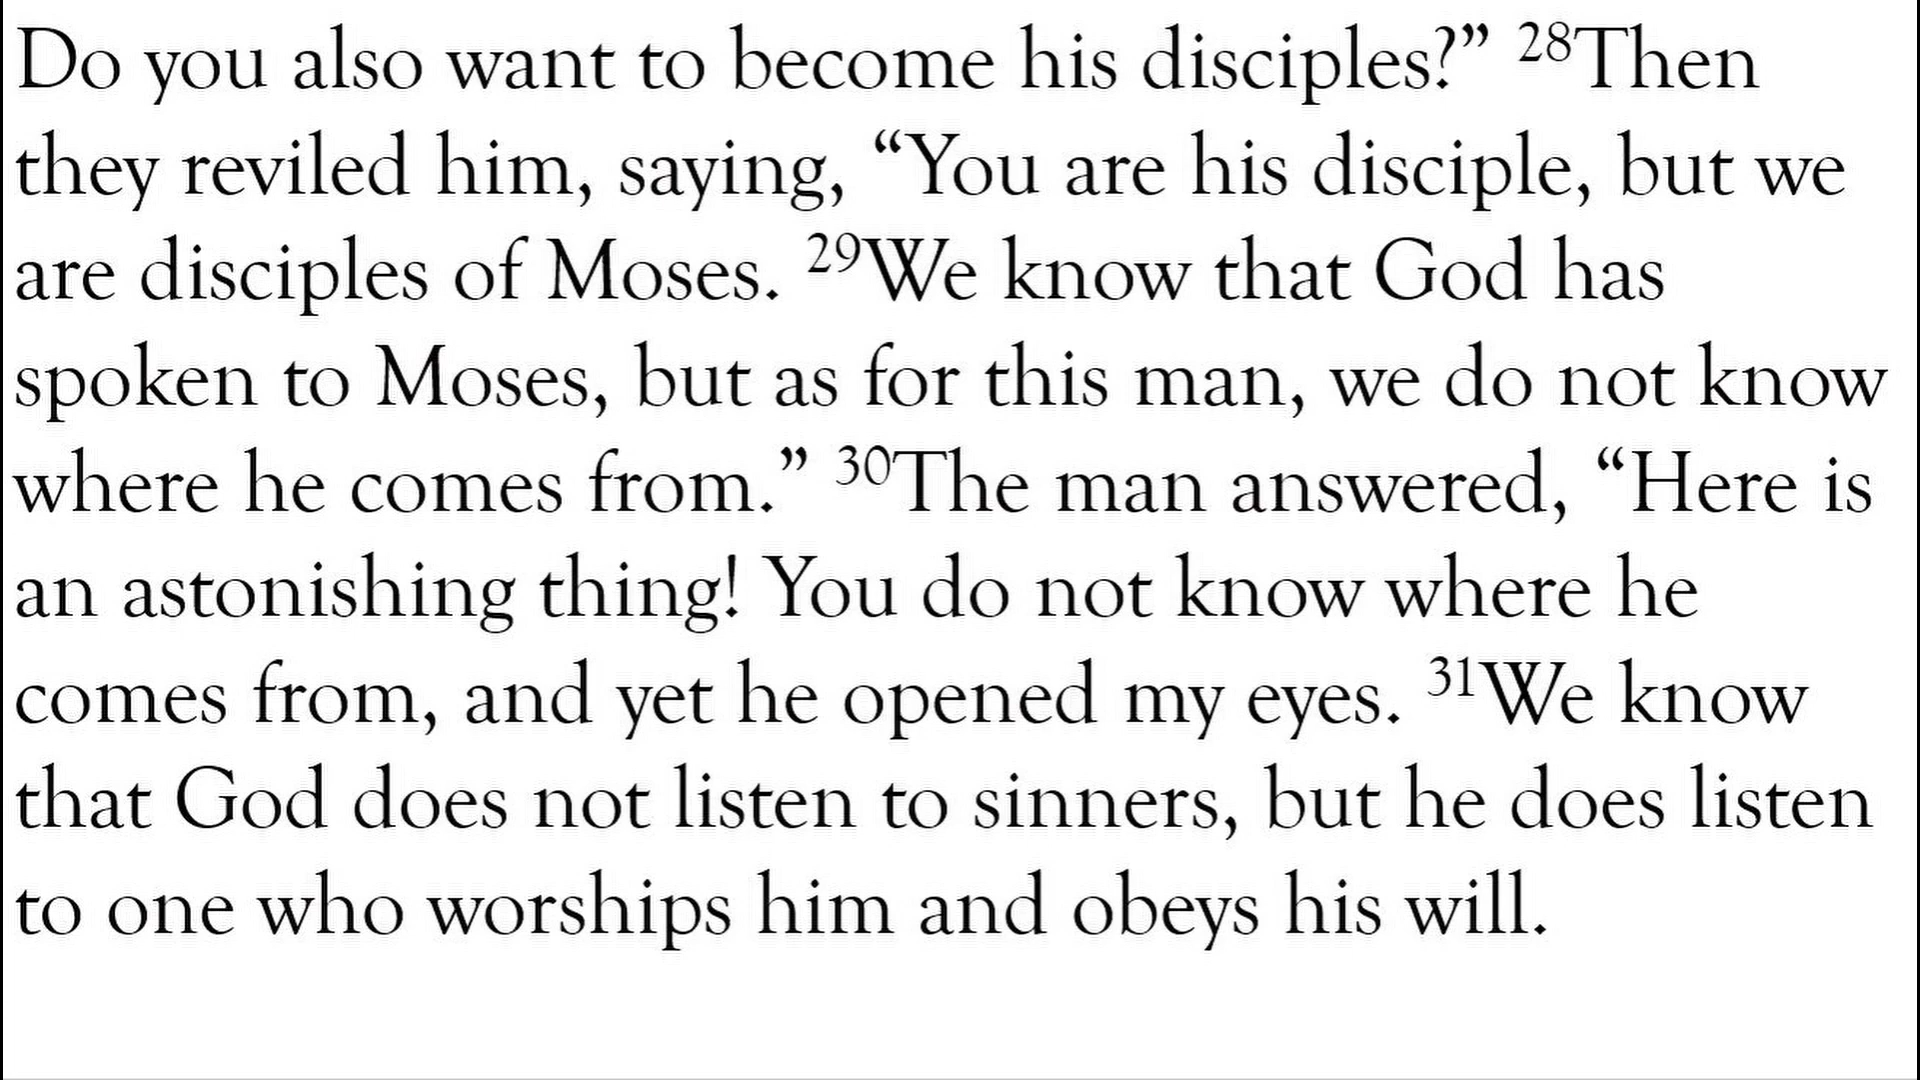 Do you also want to become his disciples?” ²⁸Then
they reviled him, saying, “You are his disciple, but we
are disciples of Moses. ²⁹We know that God has
spoken to Moses, but as for this man, we do not know
where he comes from.” ³⁰The man answered, “Here is
an astonishing thing! You do not know where he
comes from, and yet he opened my eyes. ³¹We know
that God does not listen to sinners, but he does listen
to one who worships him and obeys his will.